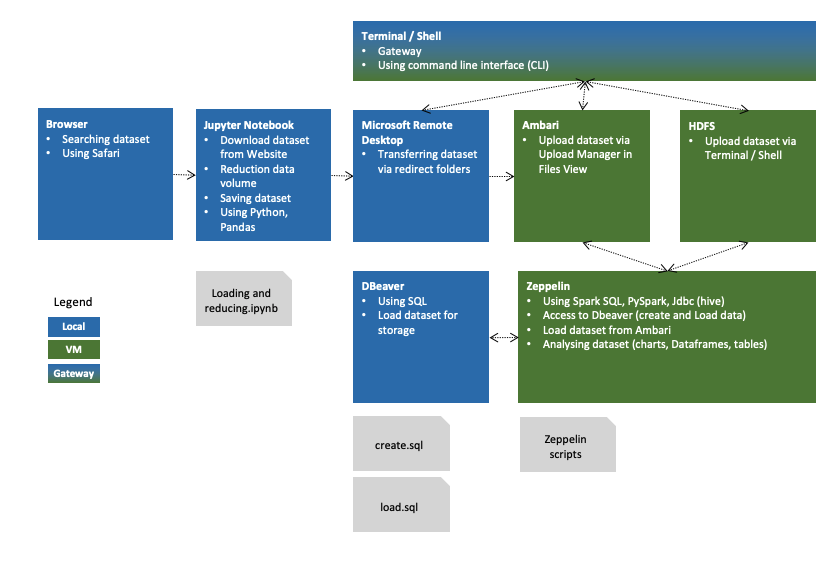 Terminal / Shell
• Gateway
• Using command line interface (CLI)
Browser
• Searching dataset
• Using Safari
Jupyter Notebook
• Download dataset
from Website
• Reduction data
volume
• Saving dataset
• Using Python,
Pandas
Microsoft Remote
Desktop
• Transferring dataset
via redirect folders
Ambari
• Upload dataset via
Upload Manager in
Files View
HDFS
• Upload dataset via
Terminal / Shell
Loading and
reducing.ipynb
DBeaver
• Using SQL
• Load dataset for
storage
Zeppelin
• Using Spark SQL, PySpark, Jdbc (hive)
• Access to Dbeaver (create and Load data)
• Load dataset from Ambari
• Analysing dataset (charts, Dataframes, tables)
Legend
Local
VM
Gateway
create.sql
load.sql
Zeppelin
scripts